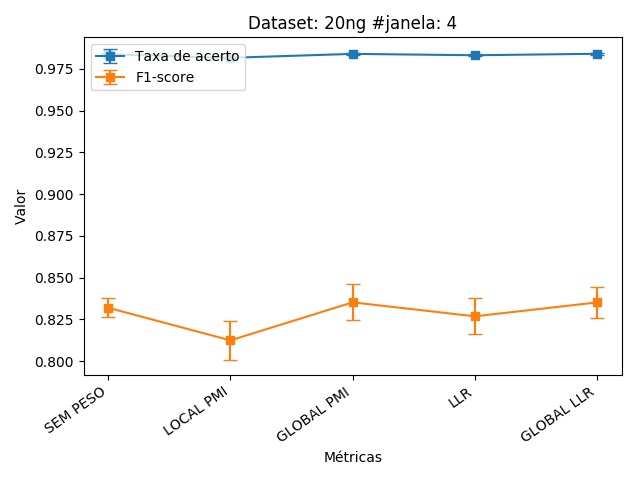 Dataset: 20ng #janela: 4
Taxa de acerto
F1-score
0.975
0.950
0.925
0.900
0.875
0.850
0.825
0.800
Valor
SEM PESO
LOCAL PMI
GLOBAL PMI
LLR
GLOBAL LLR
Métricas